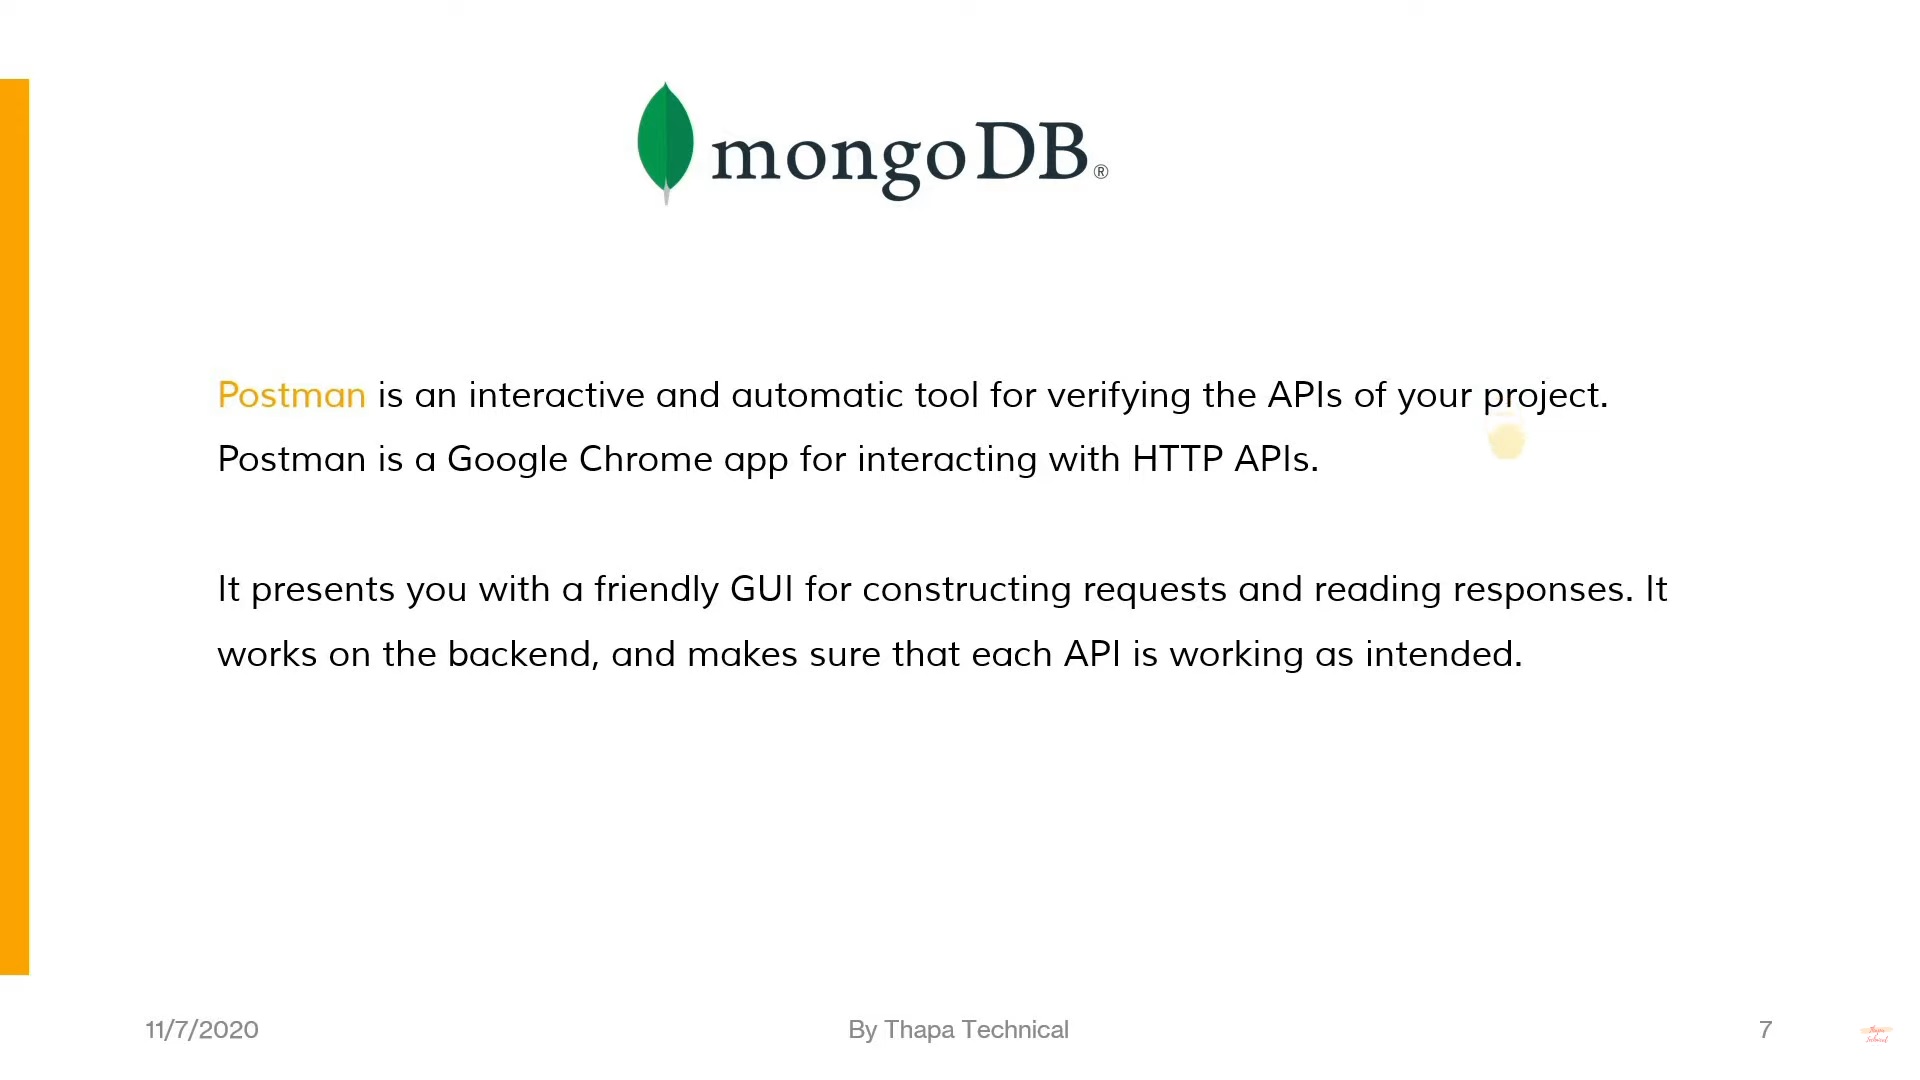 mongoDB®
Postman is an interactive and automatic tool for verifying the APIs of your project.
Postman is a Google Chrome app for interacting with HTTP APIs.
It presents you with a friendly GUI for constructing requests and reading responses. It
works on the backend, and makes sure that each API is working as intended.
11/7/2020
By Thapa Technical
7
Thapa
Technical